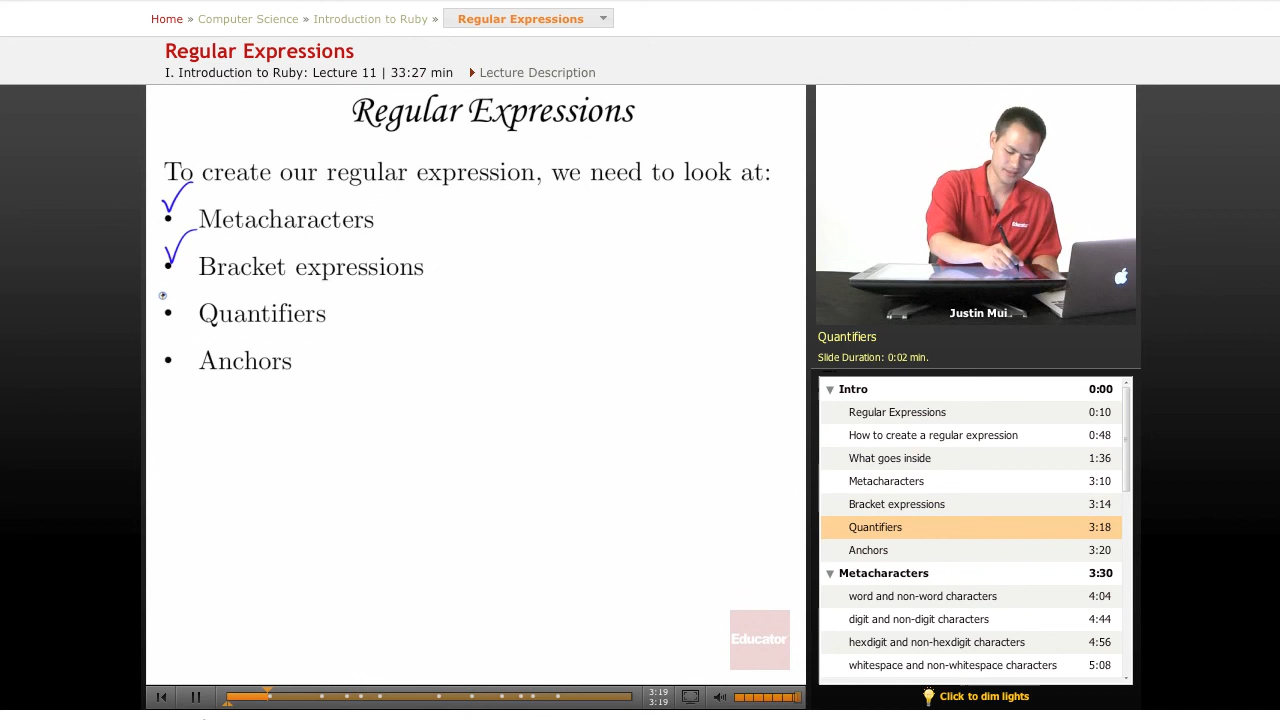 Home » Computer Science » Introduction to Ruby » Regular Expressions
Regular Expressions
I. Introduction to Ruby: Lecture 11 | 33:27 min Lecture Description
Regular Expressions
To create our regular expression, we need to look at:
• Metacharacters
• Bracket expressions
• Quantifiers
• Anchors
Educator
3:19
3:19
Justin Mui
Quantifiers
Slide Duration: 0:02 min.
Intro 0:00
Regular Expressions 0:10
How to create a regular expression 0:48
What goes inside 1:36
Metacharacters 3:10
Bracket expressions 3:14
Quantifiers 3:18
Anchors 3:20
Metacharacters 3:30
word and non-word characters 4:04
digit and non-digit characters 4:44
hexdigit and non-hexdigit characters 4:56
whitespace and non-whitespace characters 5:08
Click to dim lights